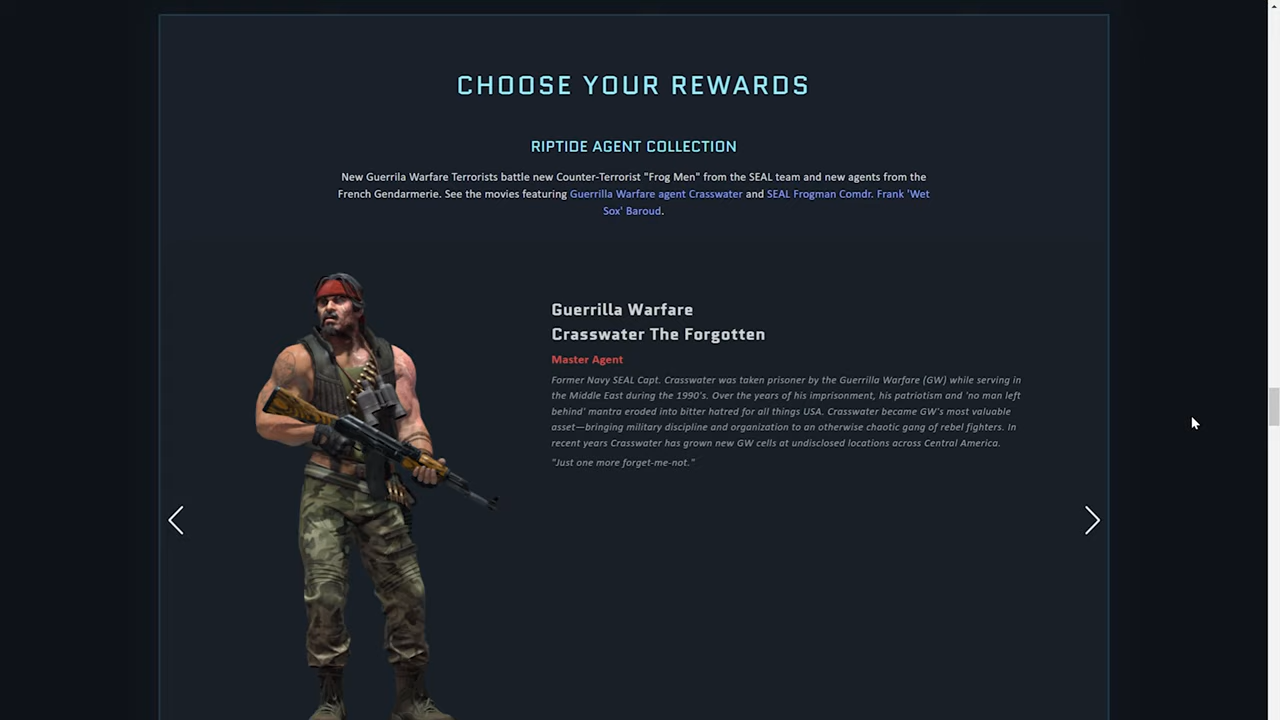 CHOOSE YOUR REWARDS
RIPTIDE AGENT COLLECTION
New Guerrila Warfare Terrorists battle new Counter-Terrorist "Frog Men" from the SEAL team and new agents from the
French Gendarmerie. See the movies featuring Guerrilla Warfare agent Crasswater and SEAL Frogman Comdr. Frank 'Wet
Sox' Baroud.
Guerrilla Warfare
Crasswater The Forgotten
Master Agent
Former Navy SEAL Capt. Crasswater was taken prisoner by the Guerrilla Warfare (GW) while serving in
the Middle East during the 1990's. Over the years of his imprisonment, his patriotism and 'no man left
behind' mantra eroded into bitter hatred for all things USA. Crasswater became GW's most valuable
asset—bringing military discipline and organization to an otherwise chaotic gang of rebel fighters. In
recent years Crasswater has grown new GW cells at undisclosed locations across Central America.
"Just one more forget-me-not."